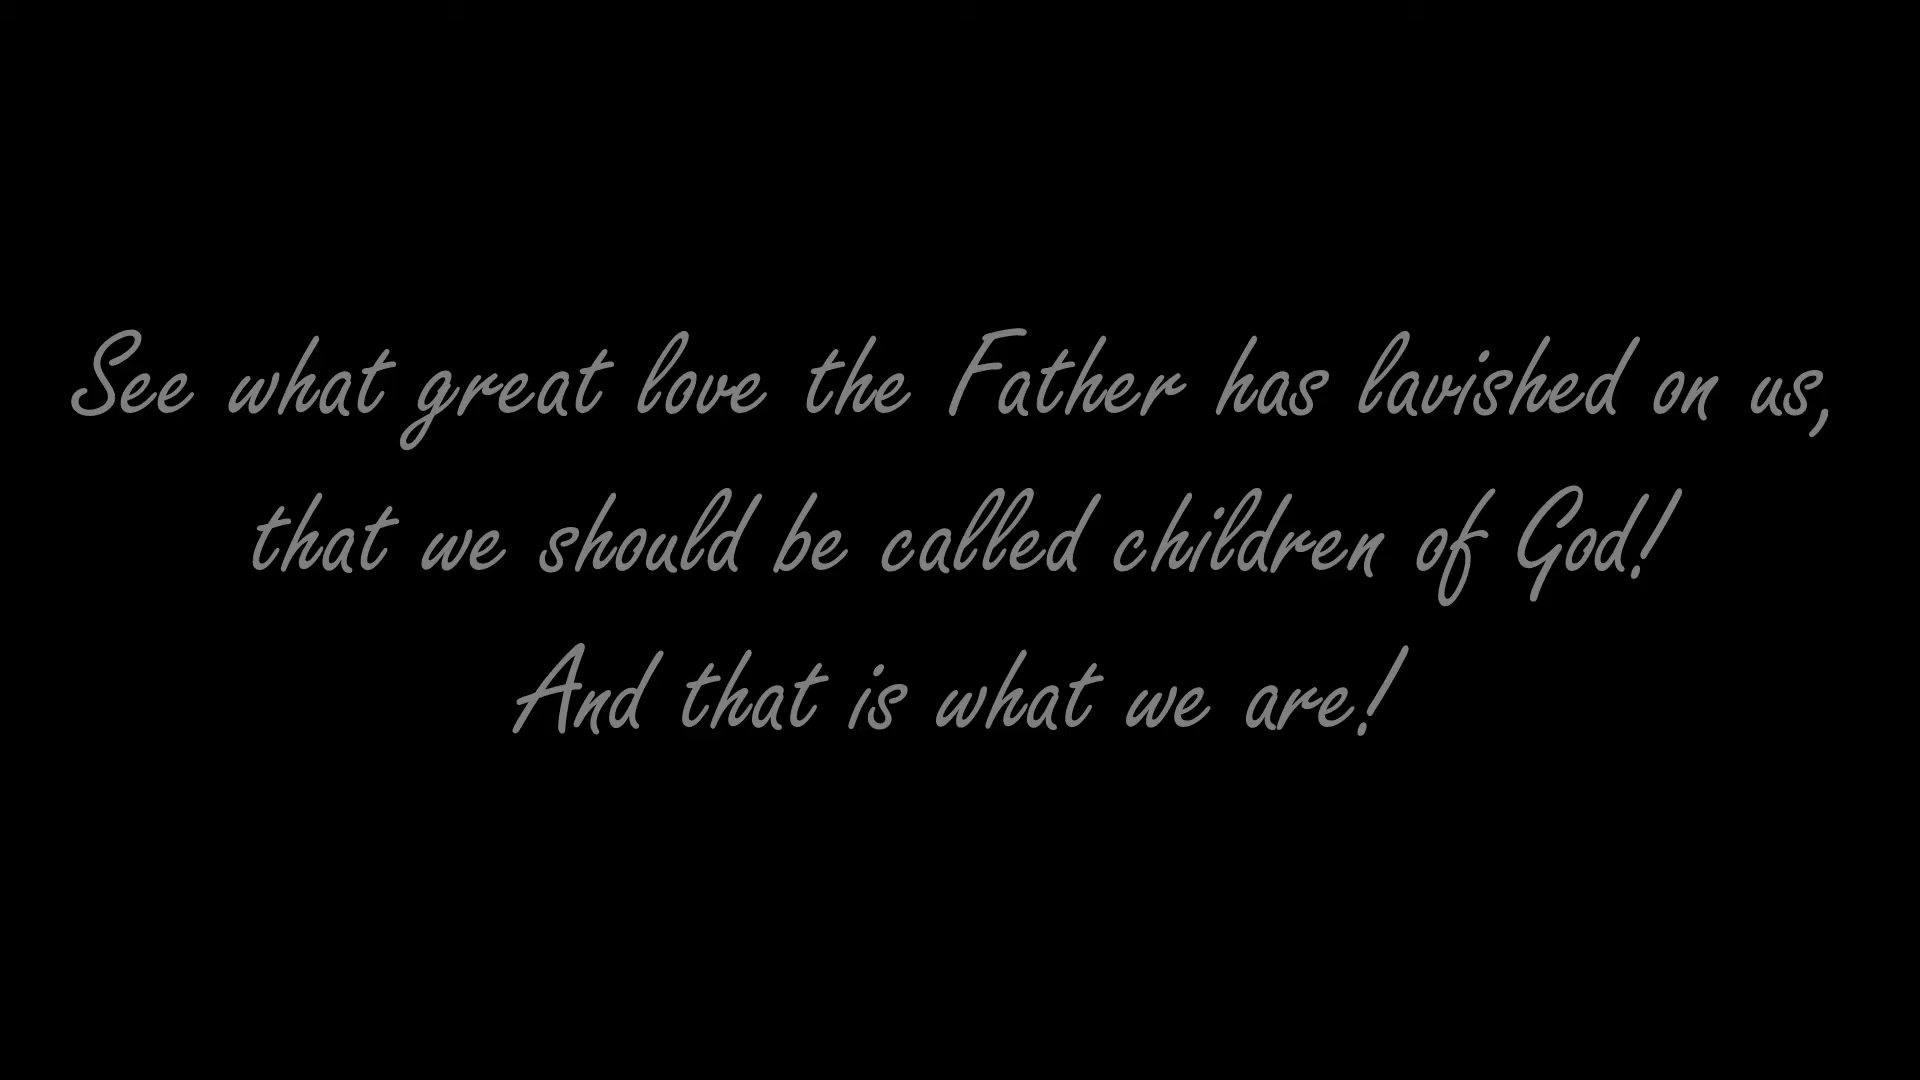 See what great love the Father has lavished on us,
that we should be called children of God!
And that is what we are!